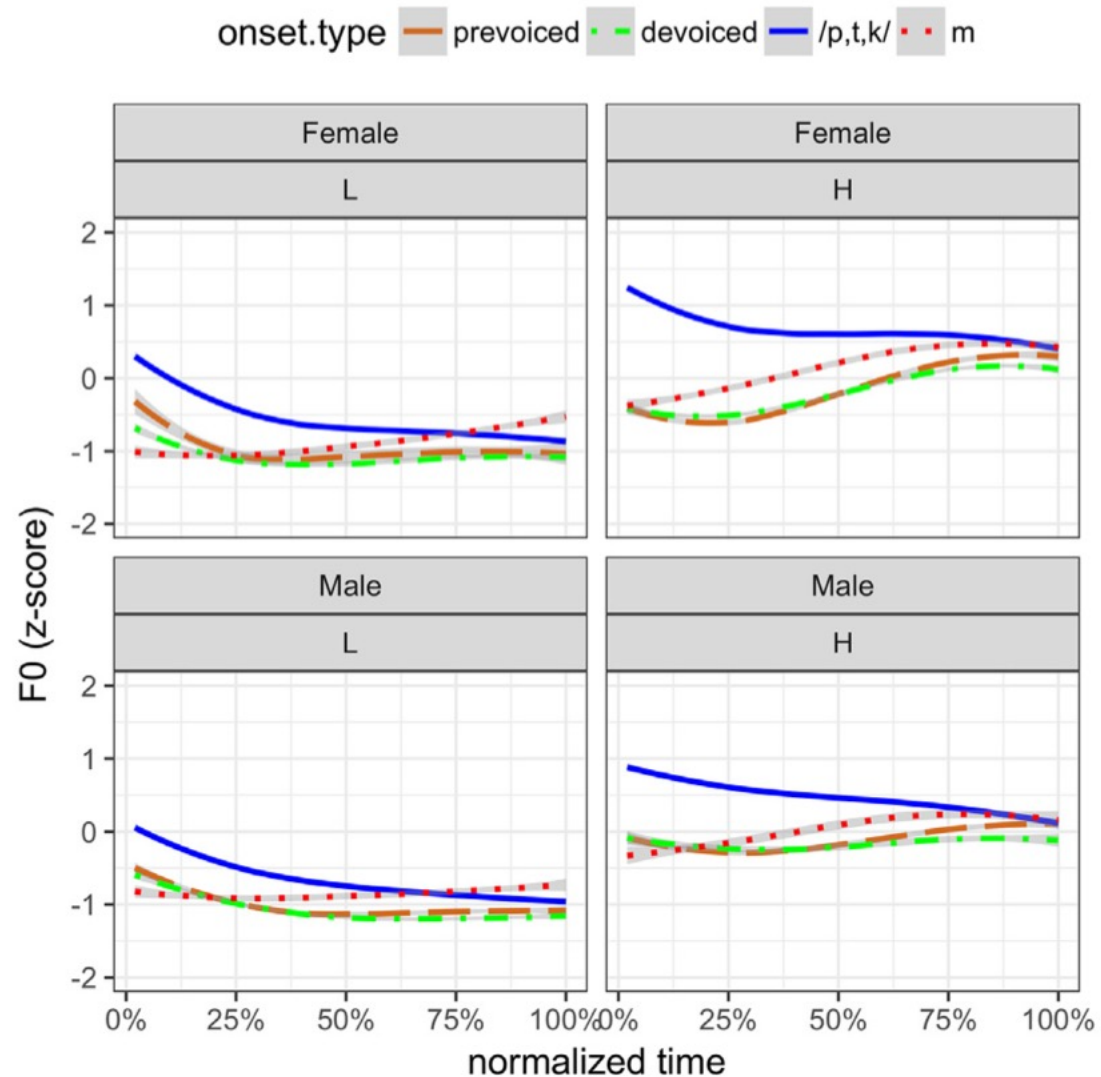 onset.type prevoiced devoiced /p,t,k/ m
Female Female
L H
2
1
0
-1
-2
Male Male
L H
2
1
0
-1
-2
F0 (z-score)
0% 25% 50% 75% 100% 0% 25% 50% 75% 100%
normalized time